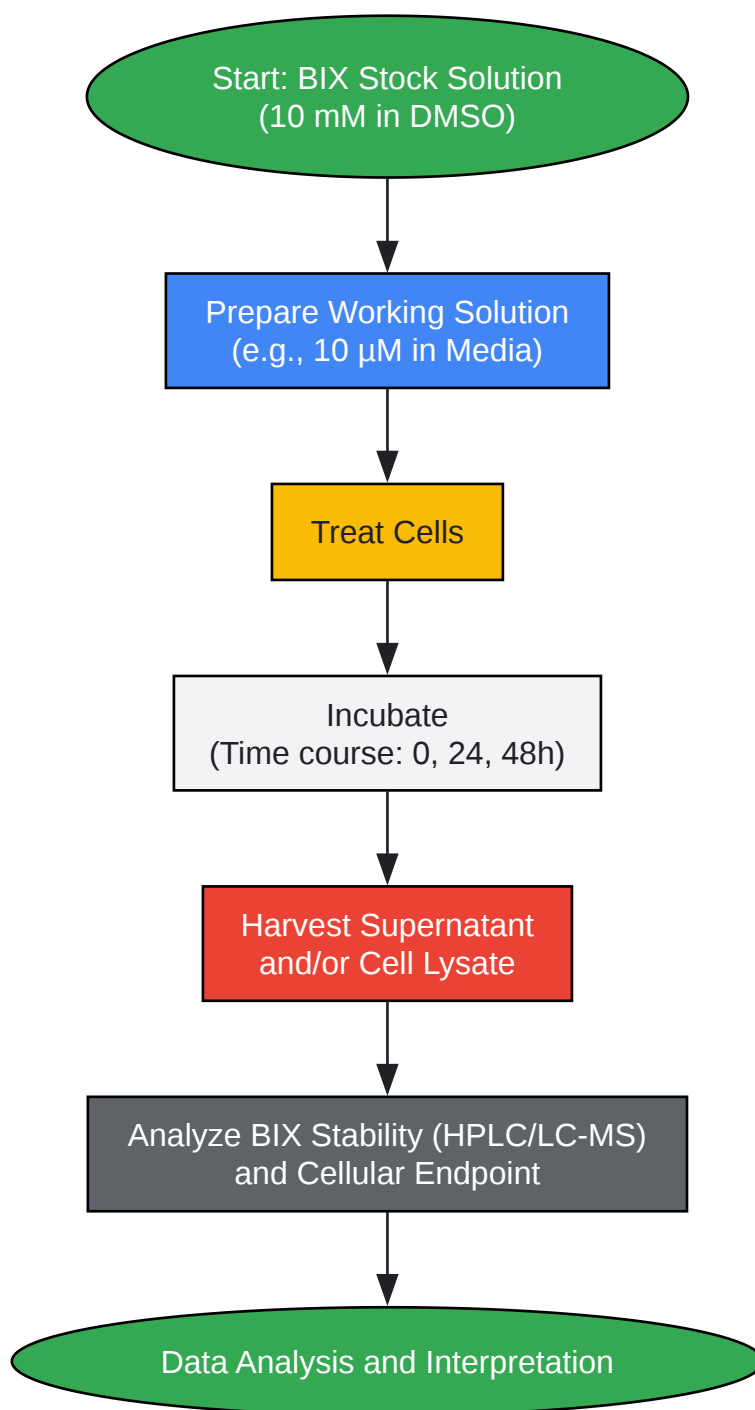 Start: BIX Stock Solution
(10 mM in DMSO)
Prepare Working Solution
(e.g., 10 µM in Media)
Treat Cells
Incubate
(Time course: 0, 24, 48h)
Harvest Supernatant
and/or Cell Lysate
Analyze BIX Stability (HPLC/LC-MS)
and Cellular Endpoint
Data Analysis and Interpretation